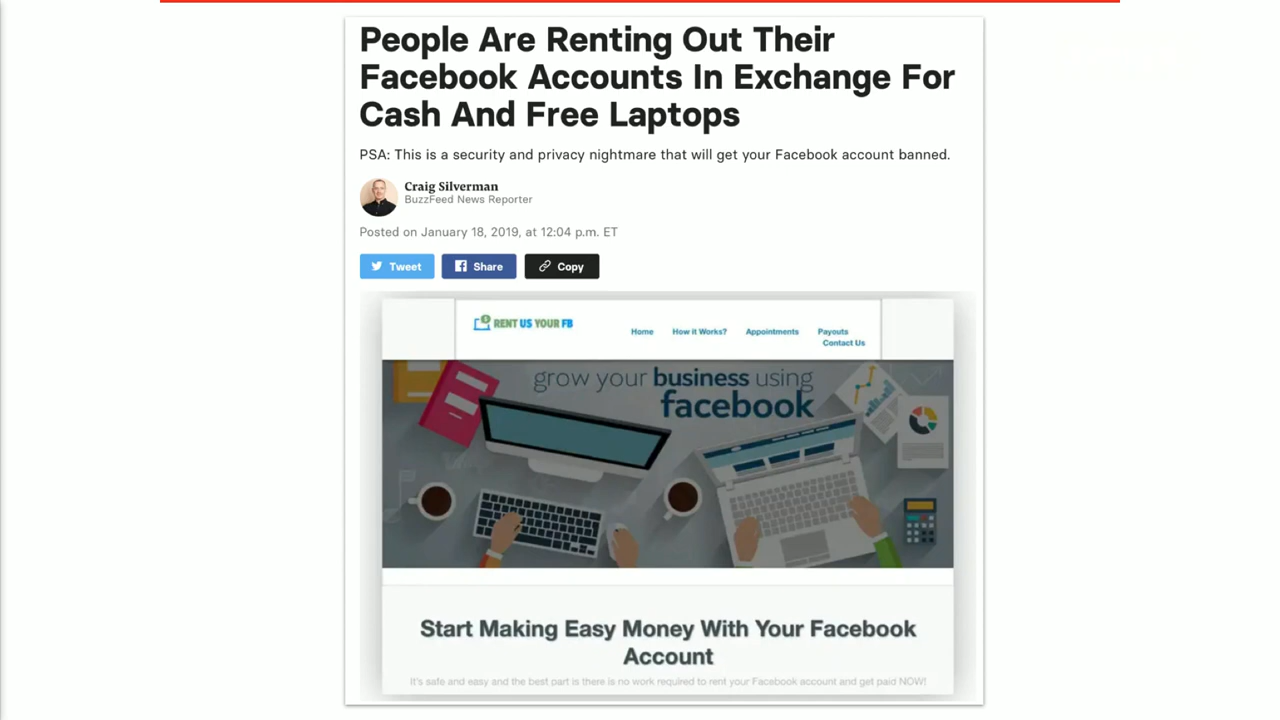 People Are Renting Out Their
Facebook Accounts In Exchange For
Cash And Free Laptops
PSA: This is a security and privacy nightmare that will get your Facebook account banned.
Craig Silverman
BuzzFeed News Reporter
Posted on January 18, 2019, at 12:04 p.m. ET
Tweet Share Copy
RENT US YOUR FB
Home How it Works? Appointments Payouts
Contact Us
grow your business using
facebook
Start Making Easy Money With Your Facebook
Account
It's safe and easy and the best part is there is no work required to rent your Facebook account and get paid NOW!